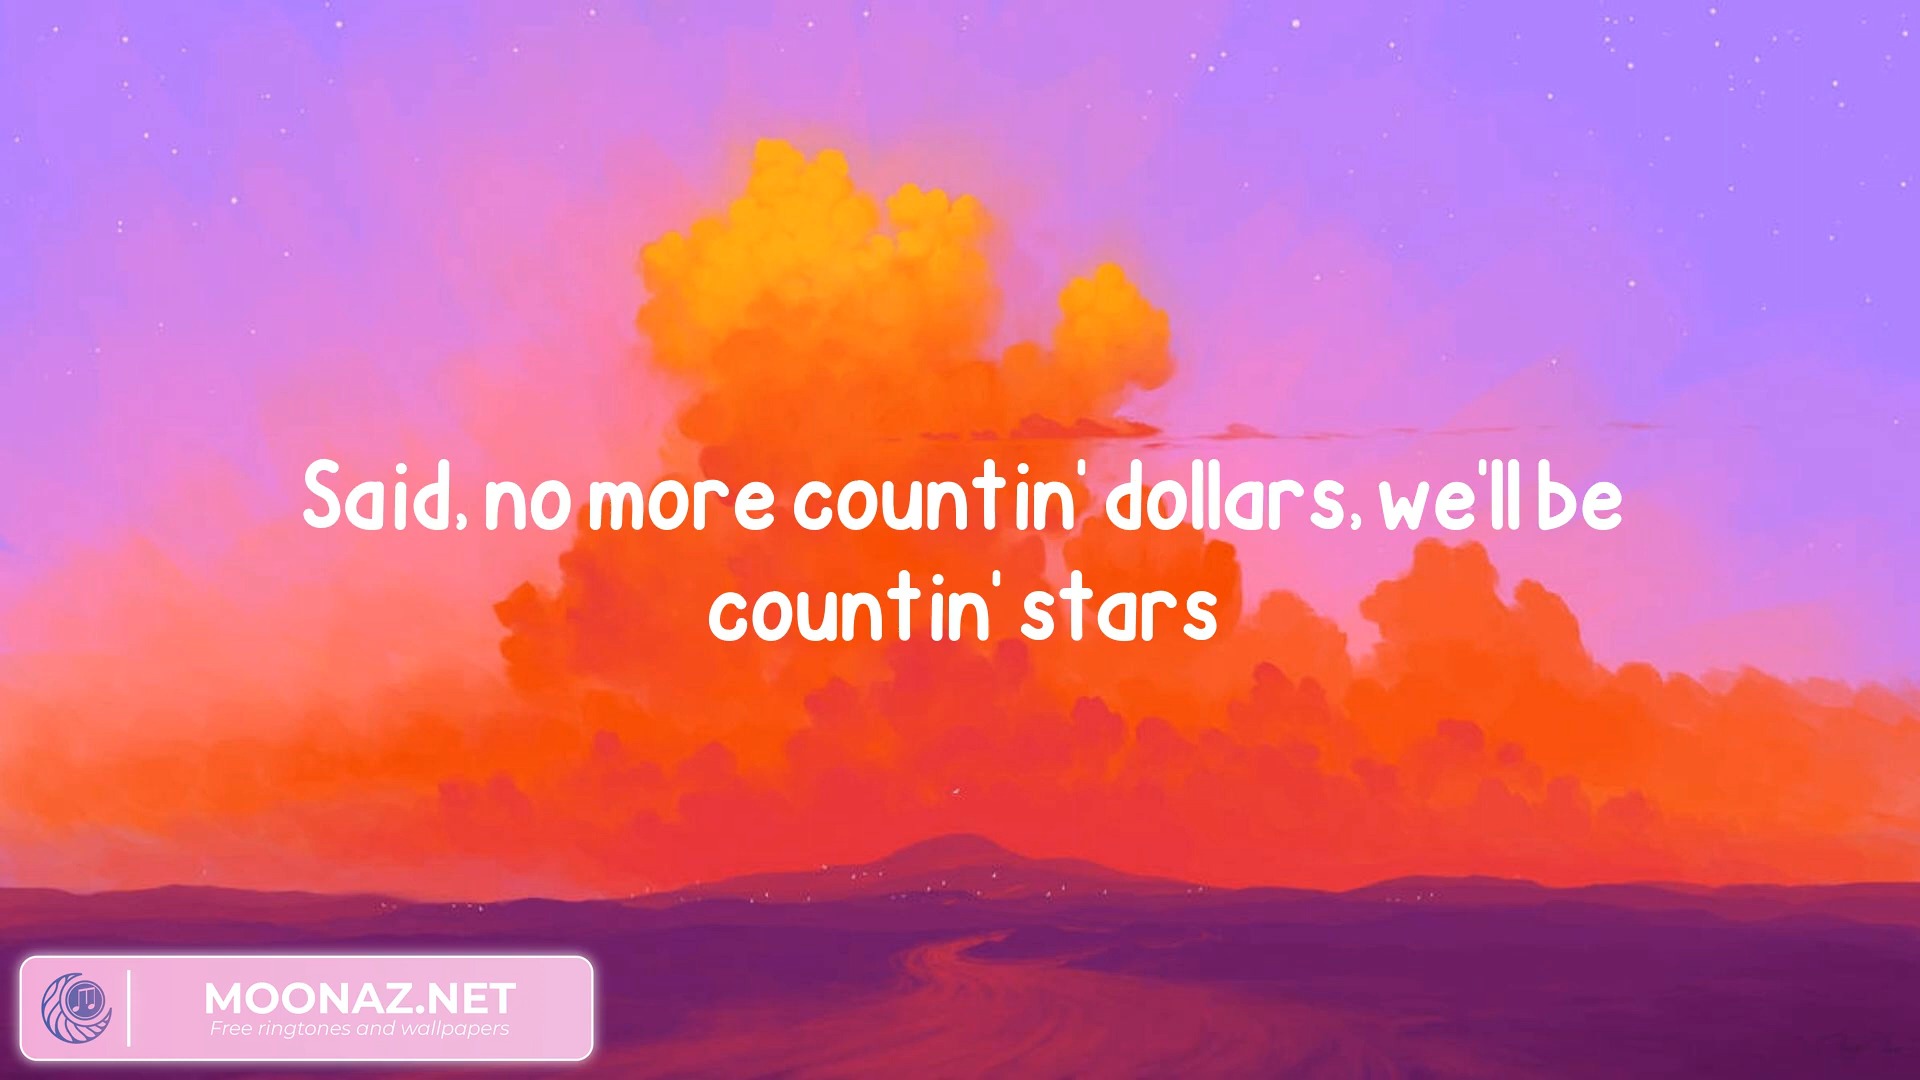 Said, no more countin' dollars, we'll be
countin' stars
MOONAZ.NET
Free ringtones and wallpapers